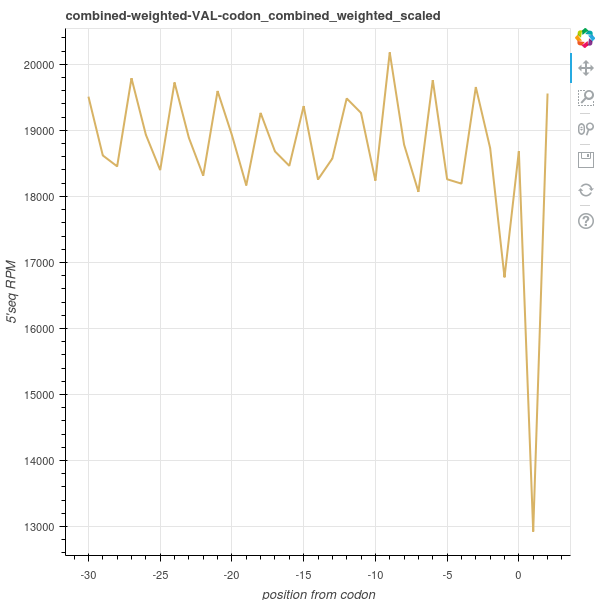 combined-weighted-VAL-codon_combined_weighted_scaled
20000
19000
18000
17000
16000
15000
14000
13000
5'seq RPM
-30 -25 -20 -15 -10 -5 0
position from codon